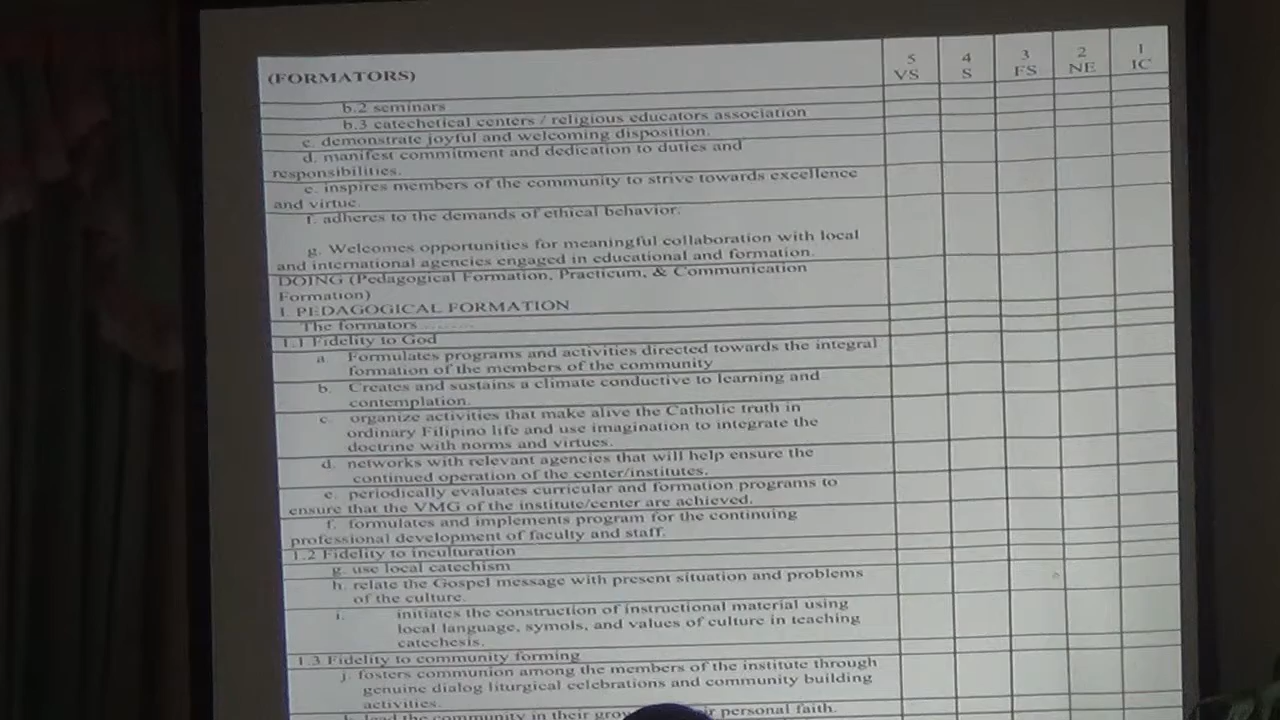 (FORMATORS)
5 4 3 2 1
VS S FS NE IC
b.2 seminars
b.3 catechetical centers / religious educators association
c. demonstrate joyful and welcoming disposition.
d. manifest commitment and dedication to duties and
responsibilities.
e. inspires members of the community to strive towards excellence
and virtue.
f. adheres to the demands of ethical behavior.
g. Welcomes opportunities for meaningful collaboration with local
and international agencies engaged in educational and formation.
DOING (Pedagogical Formation, Practicum, & Communication
Formation)
I. PEDAGOGICAL FORMATION
The formators ..........
1.1 Fidelity to God
a. Formulates programs and activities directed towards the integral
formation of the members of the community
b. Creates and sustains a climate conductive to learning and
contemplation.
c. organize activities that make alive the Catholic truth in
ordinary Filipino life and use imagination to integrate the
doctrine with norms and virtues.
d. networks with relevant agencies that will help ensure the
continued operation of the center/institutes.
e. periodically evaluates curricular and formation programs to
ensure that the VMG of the institute/center are achieved.
f. formulates and implements program for the continuing
professional development of faculty and staff.
1.2 Fidelity to inculturation
g. use local catechism
h. relate the Gospel message with present situation and problems
of the culture.
i. initiates the construction of instructional material using
local language, symols, and values of culture in teaching
catechesis.
1.3 Fidelity to community forming
j. fosters communion among the members of the institute through
genuine dialog liturgical celebrations and community building
activities.
lead the community in their personal faith.